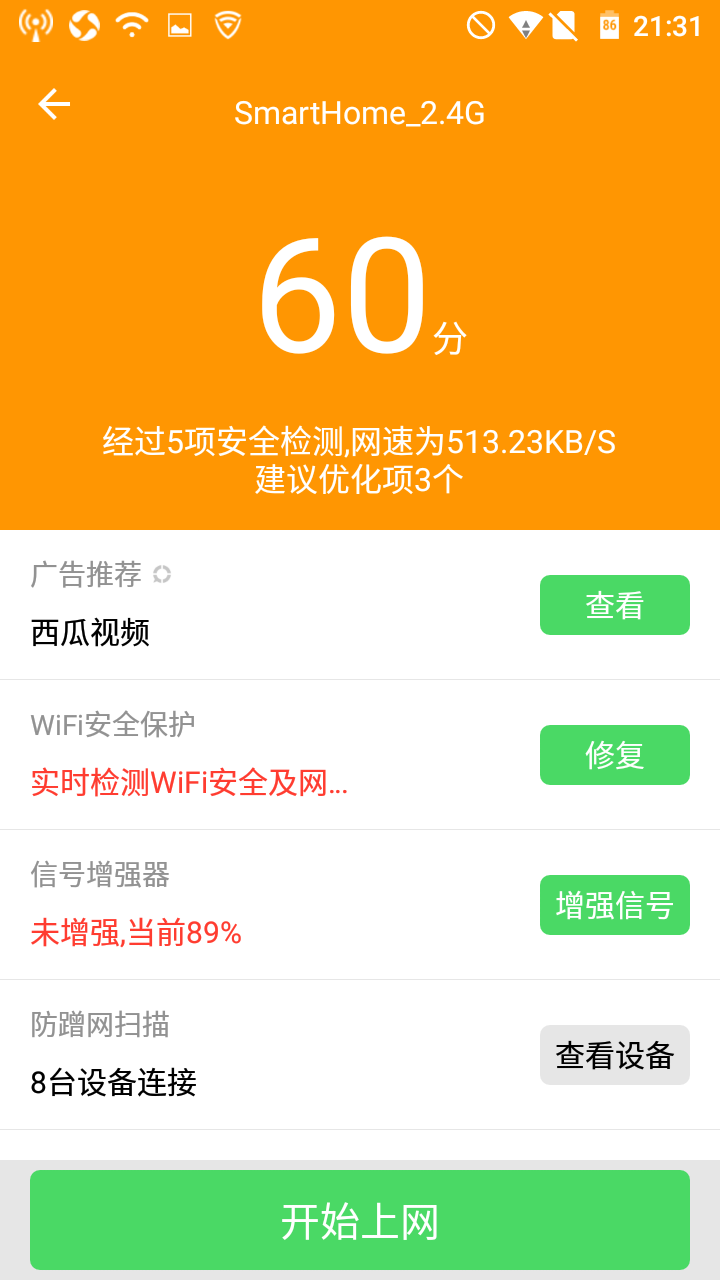 86 21:31
SmartHome_2.4G
60分
经过5项安全检测,网速为513.23KB/S
建议优化项3个
广告推荐
西瓜视频
查看
WiFi安全保护
实时检测WiFi安全及网...
修复
信号增强器
未增强,当前89%
增强信号
防蹭网扫描
8台设备连接
查看设备
开始上网